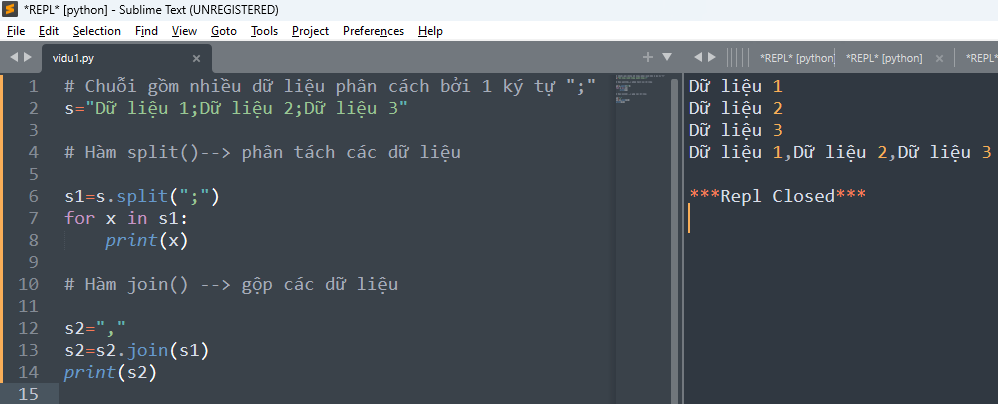 *REPL* [python] - Sublime Text (UNREGISTERED)
File Edit Selection Find View Goto Tools Project Preferences Help
vidu1.py
*REPL* [python *REPL* [python] *REPL*
1 # Chuỗi gồm nhiều dữ liệu phân cách bởi 1 ký tự ";"
2 s="Dữ liệu 1;Dữ liệu 2;Dữ liệu 3"
3
4 # Hàm split()--> phân tách các dữ liệu
5
6 s1=s.split(";")
7 for x in s1:
8     print(x)
9
10 # Hàm join() --> gộp các dữ liệu
11
12 s2=","
13 s2=s2.join(s1)
14 print(s2)
15
Dữ liệu 1
Dữ liệu 2
Dữ liệu 3
Dữ liệu 1,Dữ liệu 2,Dữ liệu 3
***Repl Closed***